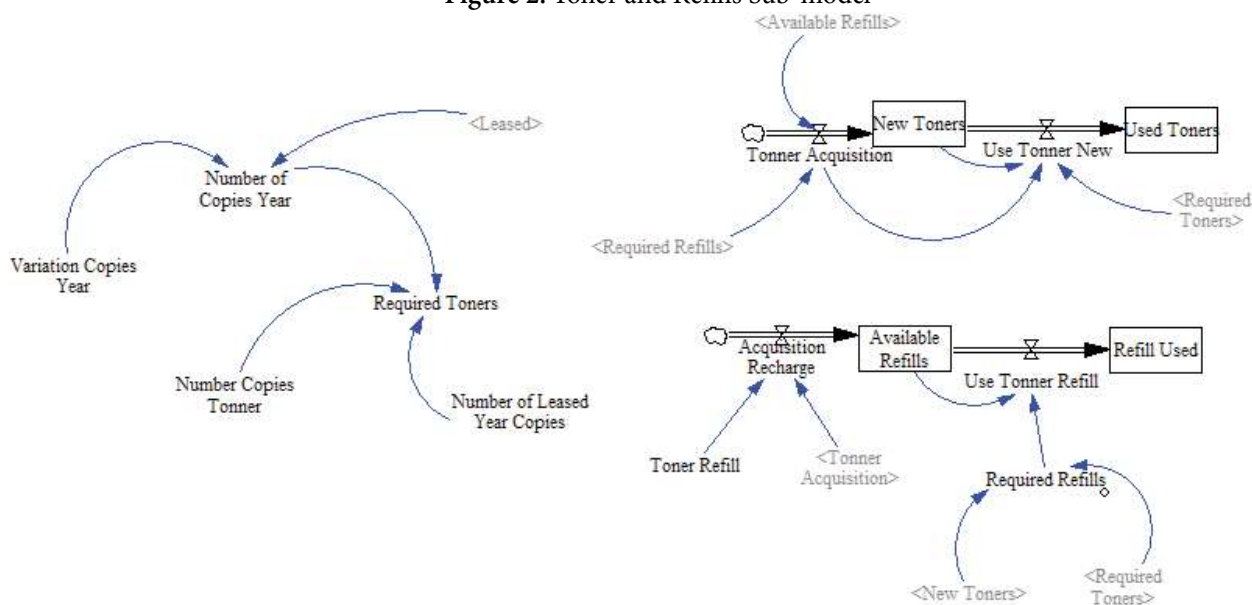 Figure 2. Toner and Refills Sub-model
<Available Refills>
<Leased>
New Toners
Used Toners
Tonner Acquisition
Use Tonner New
Number of
Copies Year
<Required
Toners>
<Required Refills>
Variation Copies
Year
Required Toners
Acquisition
Recharge
Available
Refills
Refill Used
Use Tonner Refill
Number Copies
Tonner
Number of Leased
Year Copies
Toner Refill
<Tonner
Acquisition>
Required Refills
<New Toners>
<Required
Toners>